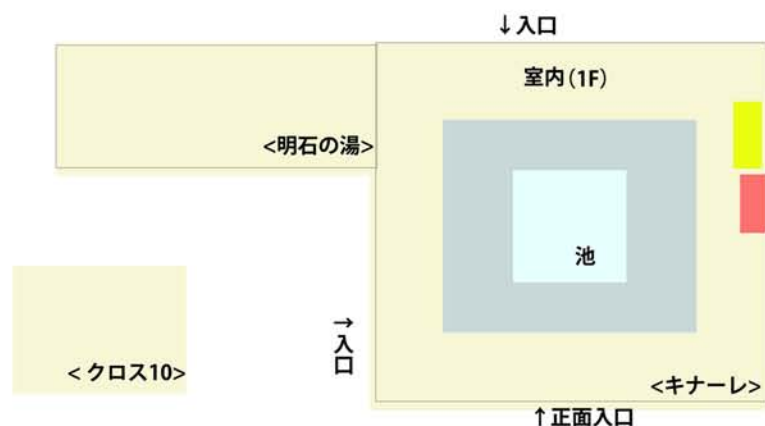 ↓入口
室内(1F)
<明石の湯>
池
→入口
<クロス10>
<キナーレ>
↑正面入口